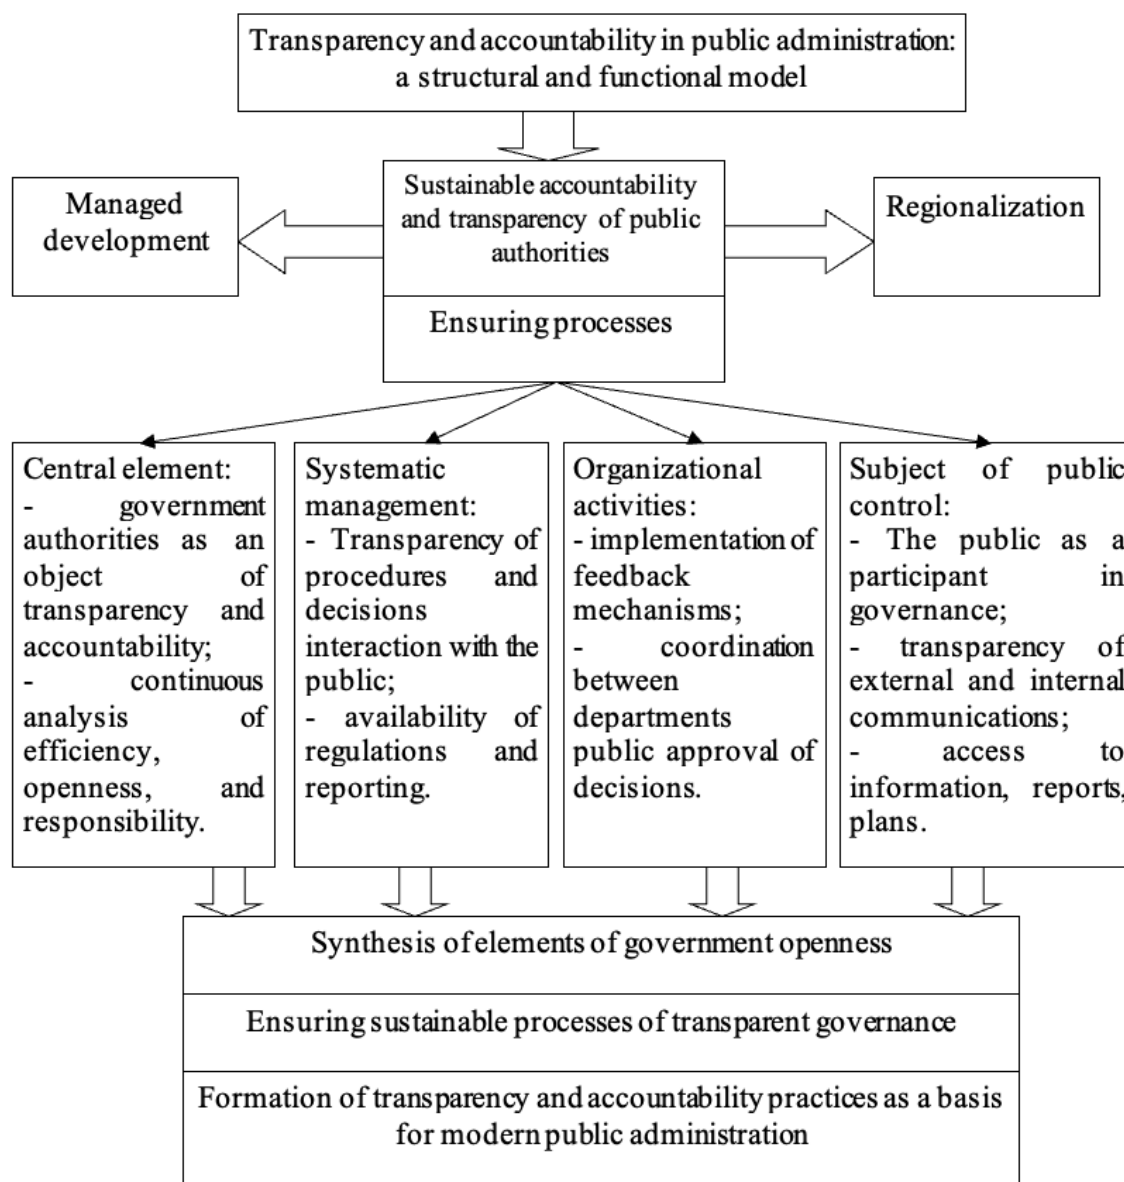 Transparency and accountability in public administration:
a structural and functional model
Managed
development
Sustainable accountability
and transparency of public
authorities
Regionalization
Ensuring processes
Central element:
- government
authorities as an
object of
transparency and
accountability;
- continuous
analysis of
efficiency,
openness, and
responsibility.
Systematic
management:
- Transparency of
procedures and
decisions
interaction with the
public;
- availability of
regulations and
reporting.
Organizational
activities:
- implementation of
feedback
mechanisms;
- coordination
between
departments
public approval of
decisions.
Subject of public
control:
- The public as a
participant in
governance;
- transparency of
external and internal
communications;
- access to
information, reports,
plans.
Synthesis of elements of government openness
Ensuring sustainable processes of transparent governance
Formation of transparency and accountability practices as a basis
for modern public administration